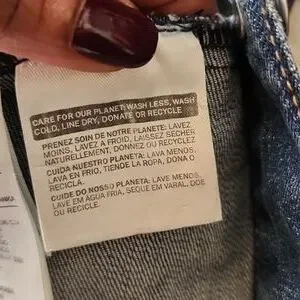 CARE FOR OUR PLANET: WASH LESS, WASH
COLD, LINE DRY, DONATE OR RECYCLE
PRENEZ SOIN DE NOTRE PLANETE: LAVEZ
MOINS, LAVEZ A FROID, LAISSEZ SÉCHER
NATURELLEMENT, DONNEZ OU RECYCLEZ
CUIDA NUESTRO PLANETA: LAVA MENOS,
LAVA EN FRIO, TIENDE LA ROPA, DONA O
RECICLA.
CUIDE DO NOSSO PLANETA: LAVE MENOS,
LAVE EM ÁGUA FRIA, SEQUE EM VARAL, DOE
OU RECICLE.